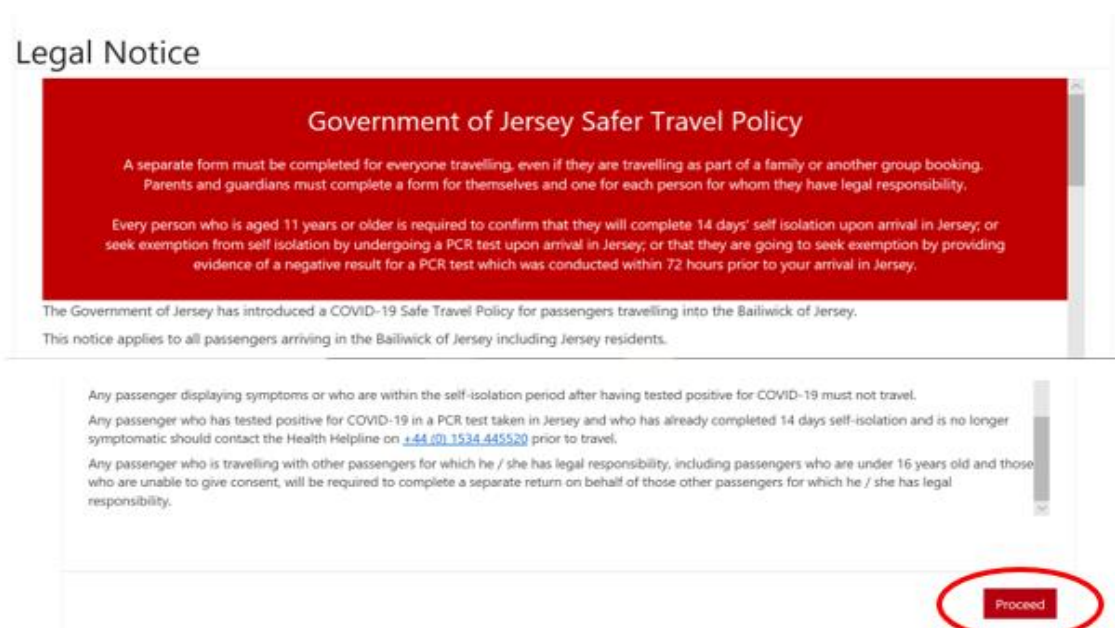 Legal Notice
Government of Jersey Safer Travel Policy
A separate form must be completed for everyone travelling, even if they are travelling as part of a family or another group booking.
Parents and guardians must complete a form for themselves and one for each person for whom they have legal responsibility.
Every person who is aged 11 years or older is required to confirm that they will complete 14 days' self isolation upon arrival in Jersey; or
seek exemption from self isolation by undergoing a PCR test upon arrival in Jersey; or that they are going to seek exemption by providing
evidence of a negative result for a PCR test which was conducted within 72 hours prior to your arrival in Jersey.
The Government of Jersey has introduced a COVID-19 Safe Travel Policy for passengers travelling into the Bailiwick of Jersey.
This notice applies to all passengers arriving in the Bailiwick of Jersey including Jersey residents.
Any passenger displaying symptoms or who are within the self-isolation period after having tested positive for COVID-19 must not travel.
Any passenger who has tested positive for COVID-19 in a PCR test taken in Jersey and who has already completed 14 days self-isolation and is no longer
symptomatic should contact the Health Helpline on +44 (0) 1534 445520 prior to travel.
Any passenger who is travelling with other passengers for which he / she has legal responsibility, including passengers who are under 16 years old and those
who are unable to give consent, will be required to complete a separate return on behalf of those other passengers for which he / she has legal
responsibility.
Proceed